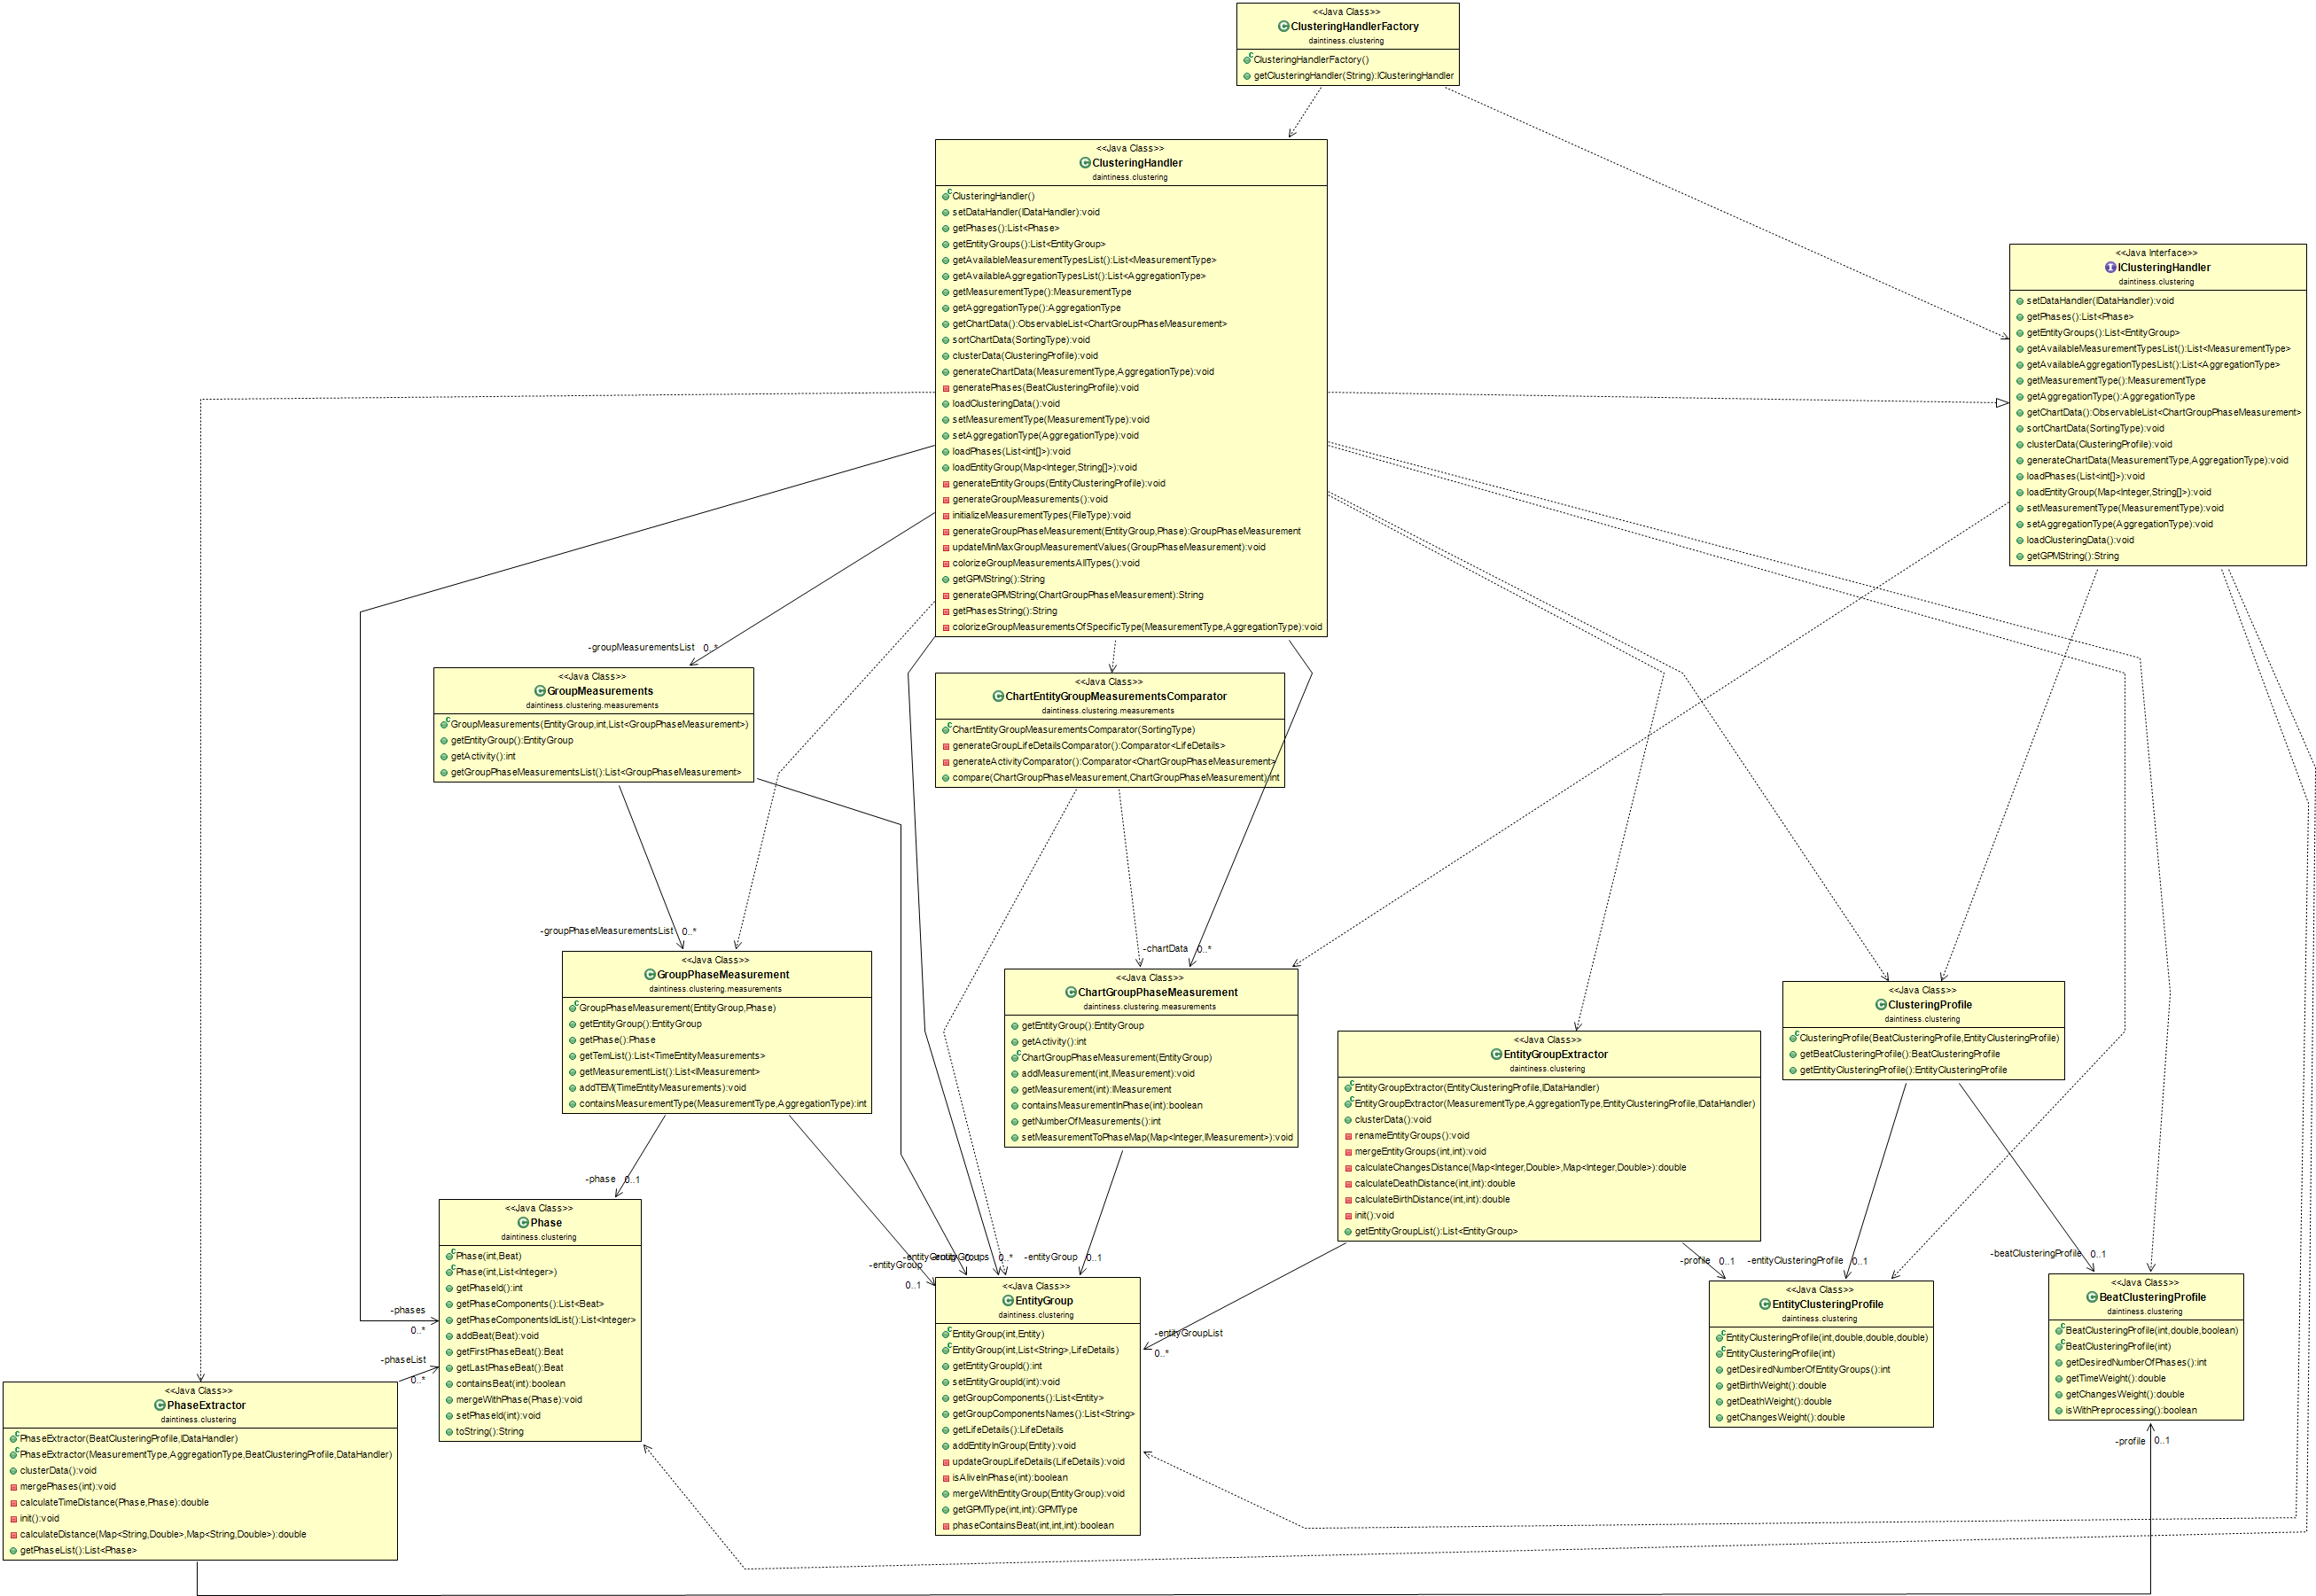 <<Java Class>>
ClusteringHandlerFactory
daintiness.clustering
ClusteringHandlerFactory()
getClusteringHandler(String):IClusteringHandler
<<Java Class>>
ClusteringHandler
daintiness.clustering
ClusteringHandler()
setDataHandler(IDataHandler):void
getPhases():List<Phase>
getEntityGroups():List<EntityGroup>
getAvailableMeasurementTypesList():List<MeasurementType>
getAvailableAggregationTypesList():List<AggregationType>
getMeasurementType():MeasurementType
getAggregationType():AggregationType
getChartData():ObservableList<ChartGroupPhaseMeasurement>
sortChartData(SortingType):void
clusterData(ClusteringProfile):void
generateChartData(MeasurementType,AggregationType):void
generatePhases(BeatClusteringProfile):void
loadClusteringData():void
setMeasurementType(MeasurementType):void
setAggregationType(AggregationType):void
loadPhases(List<int[]>):void
loadEntityGroup(Map<Integer,String[]>):void
generateEntityGroups(EntityClusteringProfile):void
generateGroupMeasurements():void
initializeMeasurementTypes(FileType):void
generateGroupPhaseMeasurement(EntityGroup,Phase):GroupPhaseMeasurement
updateMinMaxGroupMeasurementValues(GroupPhaseMeasurement):void
colorizeGroupMeasurementsAllTypes():void
getGPMString():String
generateGPMString(ChartGroupPhaseMeasurement):String
getPhasesString():String
colorizeGroupMeasurementsOfSpecificType(MeasurementType,AggregationType):void
<<Java Interface>>
IClusteringHandler
daintiness.clustering
setDataHandler(IDataHandler):void
getPhases():List<Phase>
getEntityGroups():List<EntityGroup>
getAvailableMeasurementTypesList():List<MeasurementType>
getAvailableAggregationTypesList():List<AggregationType>
getMeasurementType():MeasurementType
getAggregationType():AggregationType
getChartData():ObservableList<ChartGroupPhaseMeasurement>
sortChartData(SortingType):void
clusterData(ClusteringProfile):void
generateChartData(MeasurementType,AggregationType):void
loadPhases(List<int[]>):void
loadEntityGroup(Map<Integer,String[]>):void
setMeasurementType(MeasurementType):void
setAggregationType(AggregationType):void
loadClusteringData():void
getGPMString():String
-groupMeasurementsList 0..*
<<Java Class>>
GroupMeasurements
daintiness.clustering.measurements
GroupMeasurements(EntityGroup,int,List<GroupPhaseMeasurement>)
getEntityGroup():EntityGroup
getActivity():int
getGroupPhaseMeasurementsList():List<GroupPhaseMeasurement>
<<Java Class>>
ChartEntityGroupMeasurementsComparator
daintiness.clustering.measurements
ChartEntityGroupMeasurementsComparator(SortingType)
generateGroupLifeDetailsComparator():Comparator<LifeDetails>
generateActivityComparator():Comparator<ChartGroupPhaseMeasurement>
compare(ChartGroupPhaseMeasurement,ChartGroupPhaseMeasurement):int
-groupPhaseMeasurementsList 0..*
<<Java Class>>
GroupPhaseMeasurement
daintiness.clustering.measurements
GroupPhaseMeasurement(EntityGroup,Phase)
getEntityGroup():EntityGroup
getPhase():Phase
getTemList():List<TimeEntityMeasurements>
getMeasurementList():List<IMeasurement>
addTEM(TimeEntityMeasurements):void
containsMeasurementType(MeasurementType,AggregationType):int
-chartData 0..*
<<Java Class>>
ChartGroupPhaseMeasurement
daintiness.clustering.measurements
getEntityGroup():EntityGroup
getActivity():int
ChartGroupPhaseMeasurement(EntityGroup)
addMeasurement(int,IMeasurement):void
getMeasurement(int):IMeasurement
containsMeasurementInPhase(int):boolean
getNumberOfMeasurements():int
setMeasurementToPhaseMap(Map<Integer,IMeasurement>):void
<<Java Class>>
EntityGroupExtractor
daintiness.clustering
EntityGroupExtractor(EntityClusteringProfile,IDataHandler)
EntityGroupExtractor(MeasurementType,AggregationType,EntityClusteringProfile,IDataHandler)
clusterData():void
renameEntityGroups():void
mergeEntityGroups(int,int):void
calculateChangesDistance(Map<Integer,Double>,Map<Integer,Double>):double
calculateDeathDistance(int,int):double
calculateBirthDistance(int,int):double
init():void
getEntityGroupList():List<EntityGroup>
<<Java Class>>
ClusteringProfile
daintiness.clustering
ClusteringProfile(BeatClusteringProfile,EntityClusteringProfile)
getBeatClusteringProfile():BeatClusteringProfile
getEntityClusteringProfile():EntityClusteringProfile
-phase 0..1
<<Java Class>>
Phase
daintiness.clustering
Phase(int,Beat)
Phase(int,List<Integer>)
getPhaseId():int
getPhaseComponents():List<Beat>
getPhaseComponentsIdList():List<Integer>
addBeat(Beat):void
getFirstPhaseBeat():Beat
getLastPhaseBeat():Beat
containsBeat(int):boolean
mergeWithPhase(Phase):void
setPhaseId(int):void
toString():String
-phases
0..*
-phaseList
0..*
-entityGroup
0..1
0..*
-entityGroup 0..1
<<Java Class>>
EntityGroup
daintiness.clustering
EntityGroup(int,Entity)
EntityGroup(int,List<String>,LifeDetails)
getEntityGroupId():int
setEntityGroupId(int):void
getGroupComponents():List<Entity>
getGroupComponentsNames():List<String>
getLifeDetails():LifeDetails
addEntityInGroup(Entity):void
updateGroupLifeDetails(LifeDetails):void
isAliveInPhase(int):boolean
mergeWithEntityGroup(EntityGroup):void
getGPMType(int,int):GPMType
phaseContainsBeat(int,int,int):boolean
-entityGroupList
0..*
-profile 0..1
-entityClusteringProfile 0..1
<<Java Class>>
EntityClusteringProfile
daintiness.clustering
EntityClusteringProfile(int,double,double,double)
EntityClusteringProfile(int)
getDesiredNumberOfEntityGroups():int
getBirthWeight():double
getDeathWeight():double
getChangesWeight():double
-beatClusteringProfile 0..1
<<Java Class>>
BeatClusteringProfile
daintiness.clustering
BeatClusteringProfile(int,double,boolean)
BeatClusteringProfile(int)
getDesiredNumberOfPhases():int
getTimeWeight():double
getChangesWeight():double
isWithPreprocessing():boolean
-profile 0..1
<<Java Class>>
PhaseExtractor
daintiness.clustering
PhaseExtractor(BeatClusteringProfile,IDataHandler)
PhaseExtractor(MeasurementType,AggregationType,BeatClusteringProfile,IDataHandler)
clusterData():void
mergePhases(int):void
calculateTimeDistance(Phase,Phase):double
init():void
calculateDistance(Map<String,Double>,Map<String,Double>):double
getPhaseList():List<Phase>